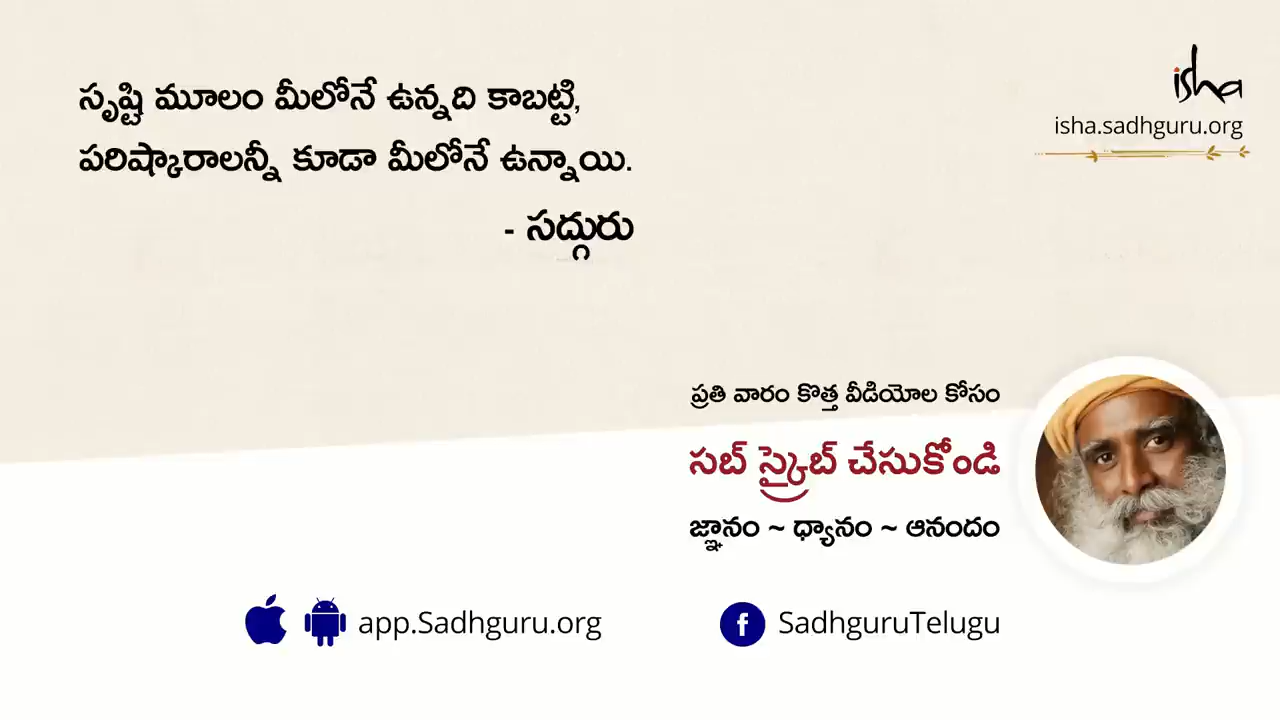 సృష్టి మూలం మీలోనే ఉన్నది కాబట్టి,
పరిష్కారాలన్నీ కూడా మీలోనే ఉన్నాయి.
- సద్గురు
isha
isha.sadhguru.org
ప్రతి వారం కొత్త వీడియోల కోసం
సబ్ స్క్రైబ్ చేసుకోండి
జ్ఞానం ~ ధ్యానం ~ ఆనందం
app.Sadhguru.org
SadhguruTelugu